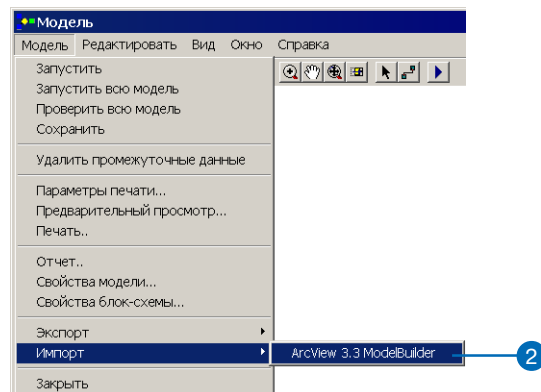 Модель
Модель Редактировать Вид Окно Справка
Запустить
Запустить всю модель
Проверить всю модель
Сохранить
Удалить промежуточные данные
Параметры печати...
Предварительный просмотр...
Печать..
Отчет..
Свойства модели...
Свойства блок-схемы...
Экспорт
Импорт ArcView 3.3 ModelBuilder 2
Закрыть